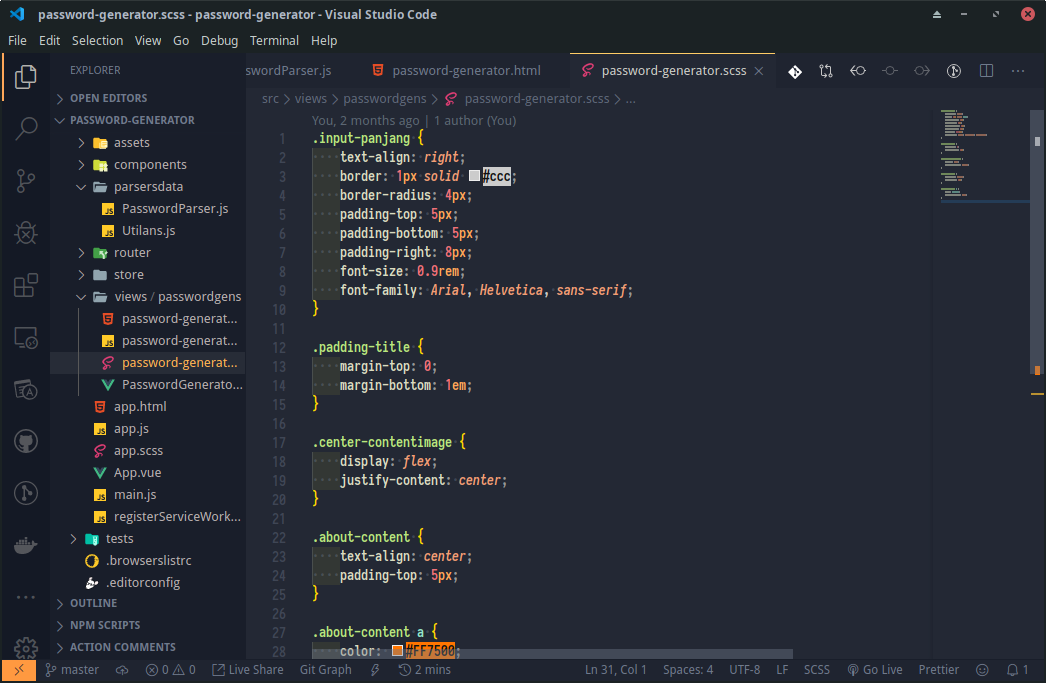 password-generator.scss - password-generator - Visual Studio Code
File Edit Selection View Go Debug Terminal Help
EXPLORER
OPEN EDITORS
PASSWORD-GENERATOR
assets
components
parsersdata
PasswordParser.js
Utilans.js
router
store
views / passwordgens
password-generat...
password-generat...
password-generat...
PasswordGenerato...
app.html
app.js
app.scss
App.vue
main.js
registerServiceWork...
tests
.browserslistrc
.editorconfig
OUTLINE
NPM SCRIPTS
ACTION COMMENTS
swordParser.js password-generator.html password-generator.scss
src > views > passwordgens > password-generator.scss > ...
You, 2 months ago | 1 author (You)
1 .input-panjang {
2 text-align: right;
3 border: 1px solid #ccc;
4 border-radius: 4px;
5 padding-top: 5px;
6 padding-bottom: 5px;
7 padding-right: 8px;
8 font-size: 0.9rem;
9 font-family: Arial, Helvetica, sans-serif;
10 }
11
12 .padding-title {
13 margin-top: 0;
14 margin-bottom: 1em;
15 }
16
17 .center-contentimage {
18 display: flex;
19 justify-content: center;
20 }
21
22 .about-content {
23 text-align: center;
24 padding-top: 5px;
25 }
26
27 .about-content a {
28 color: #FF7500;
master 0 0 Live Share Git Graph 2 mins Ln 31, Col 1 Spaces: 4 UTF-8 LF SCSS Go Live Prettier 1